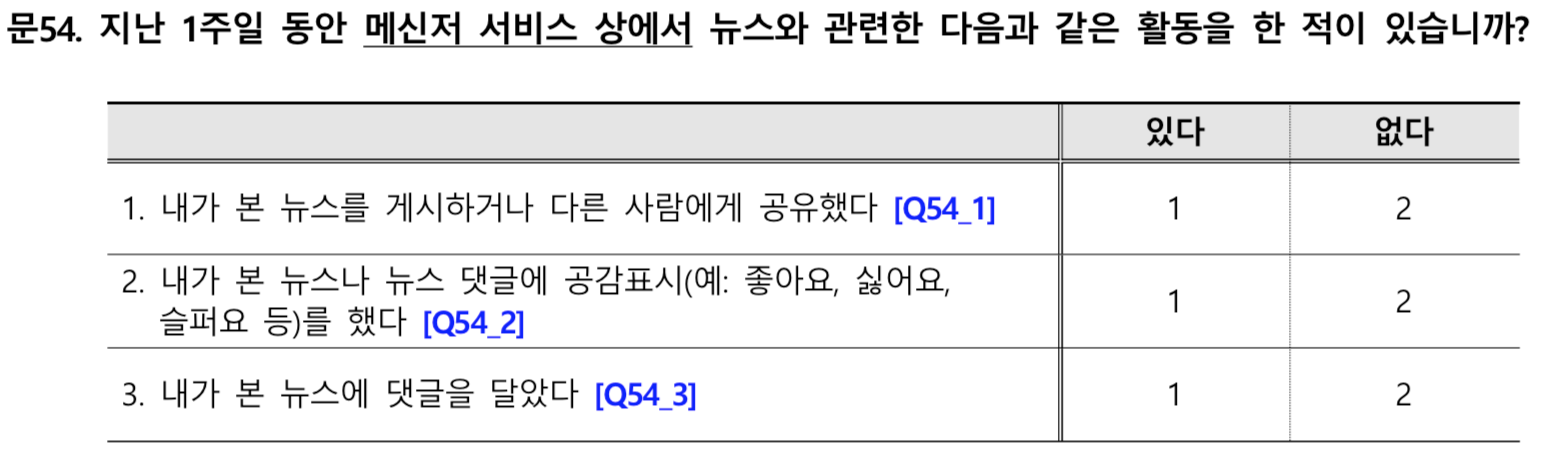 문54. 지난 1주일 동안 메신저 서비스 상에서 뉴스와 관련한 다음과 같은 활동을 한 적이 있습니까?
있다 없다
1. 내가 본 뉴스를 게시하거나 다른 사람에게 공유했다 [Q54_1] 1 2
2. 내가 본 뉴스나 뉴스 댓글에 공감표시(예: 좋아요, 싫어요,
슬퍼요 등)를 했다 [Q54_2] 1 2
3. 내가 본 뉴스에 댓글을 달았다 [Q54_3] 1 2